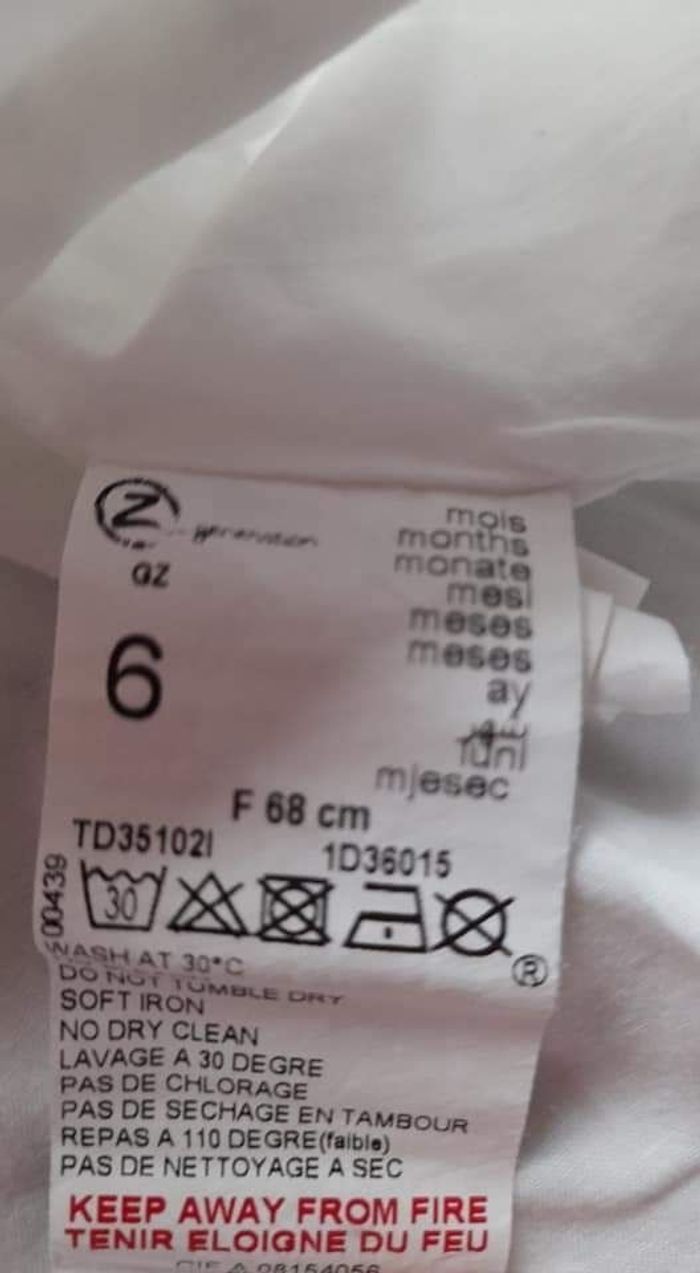 Z
generation
GZ
6
mois
months
monate
mesi
meses
meses
ay
mjesec
F 68 cm
TD35102I
1D36015
00439
30
®
WASH AT 30°C
DO NOT TUMBLE DRY
SOFT IRON
NO DRY CLEAN
LAVAGE A 30 DEGRE
PAS DE CHLORAGE
PAS DE SECHAGE EN TAMBOUR
REPAS A 110 DEGRE(faible)
PAS DE NETTOYAGE A SEC
KEEP AWAY FROM FIRE
TENIR ELOIGNE DU FEU
A 08154056